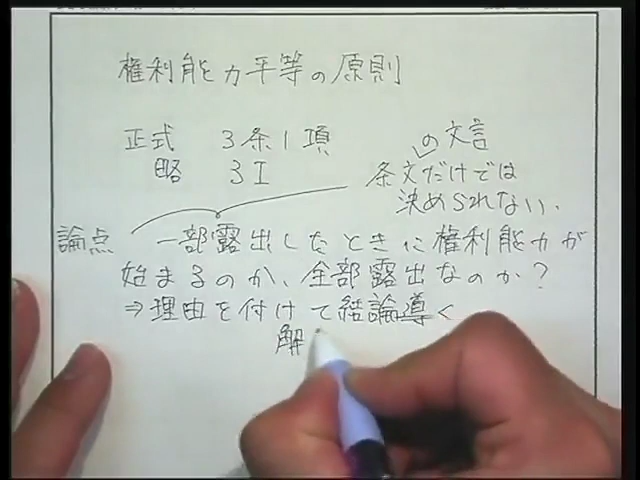 権利能力平等の原則
正式 3条1項
略 3I
の文言
条文だけでは
決められない.
論点 一部露出したときに権利能力が
始まるのか、全部露出なのか?
⇒理由を付けて結論導く
解